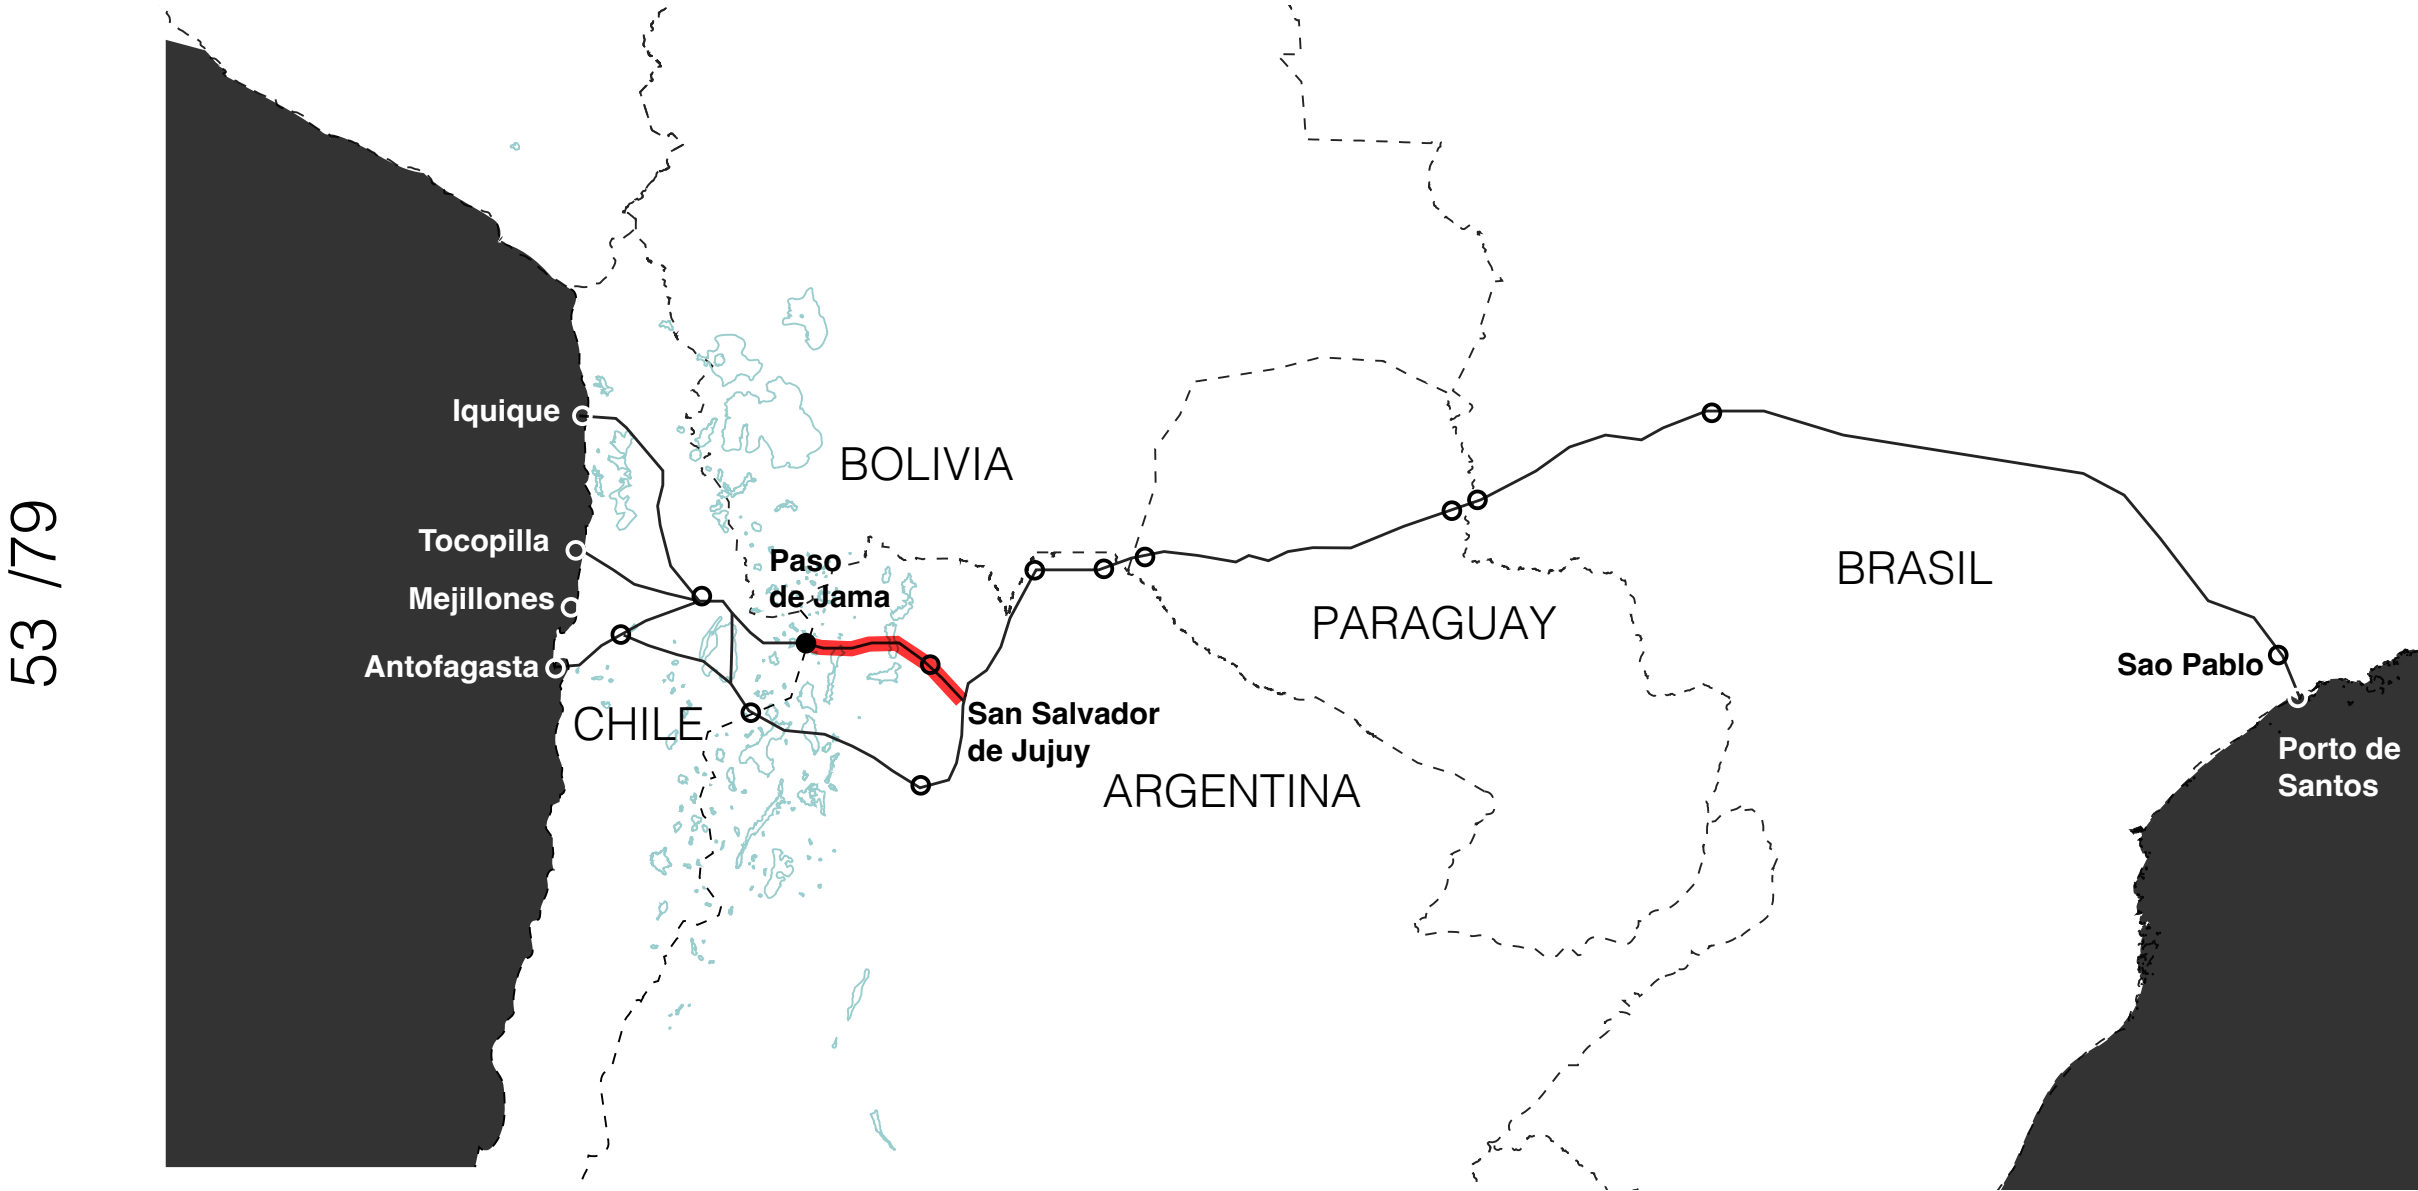 53 /79
Iquique
BOLIVIA
Tocopilla
Paso
de Jama
BRASIL
Mejillones
PARAGUAY
Antofagasta
Sao Pablo
CHILE
San Salvador
de Jujuy
Porto de
Santos
ARGENTINA